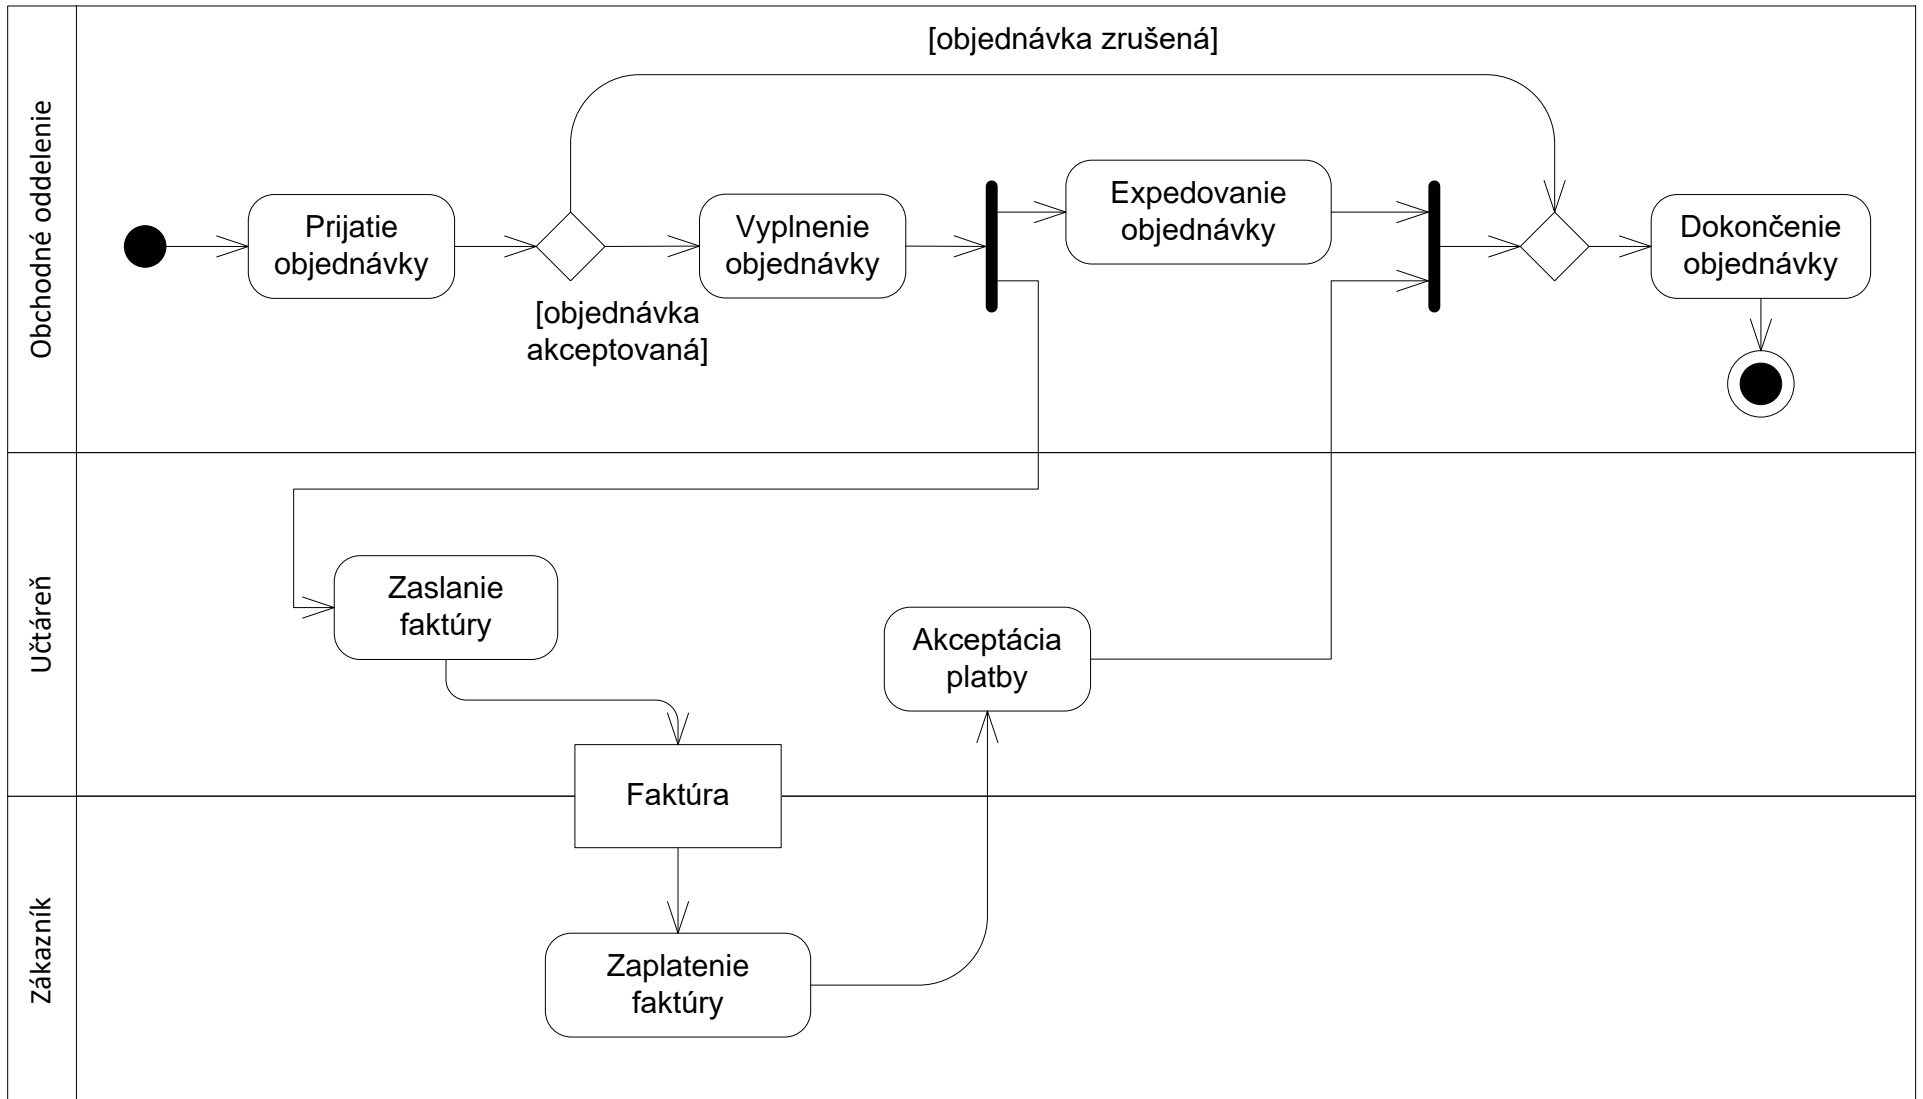 [objednávka zrušená]
Obchodné oddelenie
Prijatie
objednávky
[objednávka
akceptovaná]
Vyplnenie
objednávky
Expedovanie
objednávky
Dokončenie
objednávky
Učtáreň
Zaslanie
faktúry
Akceptácia
platby
Faktúra
Zákazník
Zaplatenie
faktúry